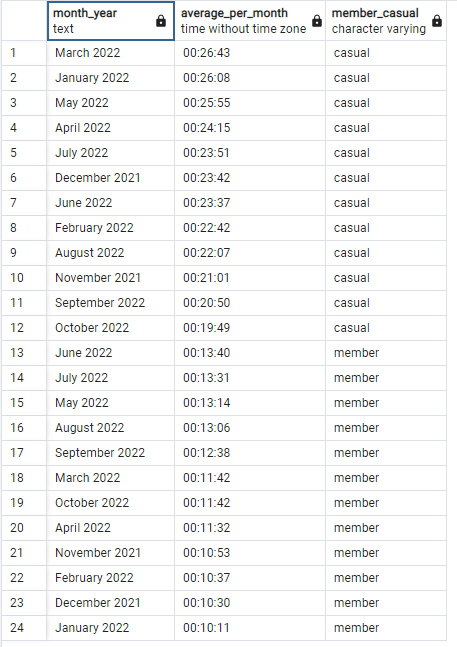 month_year average_per_month member_casual
text time without time zone character varying
1 March 2022 00:26:43 casual
2 January 2022 00:26:08 casual
3 May 2022 00:25:55 casual
4 April 2022 00:24:15 casual
5 July 2022 00:23:51 casual
6 December 2021 00:23:42 casual
7 June 2022 00:23:37 casual
8 February 2022 00:22:42 casual
9 August 2022 00:22:07 casual
10 November 2021 00:21:01 casual
11 September 2022 00:20:50 casual
12 October 2022 00:19:49 casual
13 June 2022 00:13:40 member
14 July 2022 00:13:31 member
15 May 2022 00:13:14 member
16 August 2022 00:13:06 member
17 September 2022 00:12:38 member
18 March 2022 00:11:42 member
19 October 2022 00:11:42 member
20 April 2022 00:11:32 member
21 November 2021 00:10:53 member
22 February 2022 00:10:37 member
23 December 2021 00:10:30 member
24 January 2022 00:10:11 member